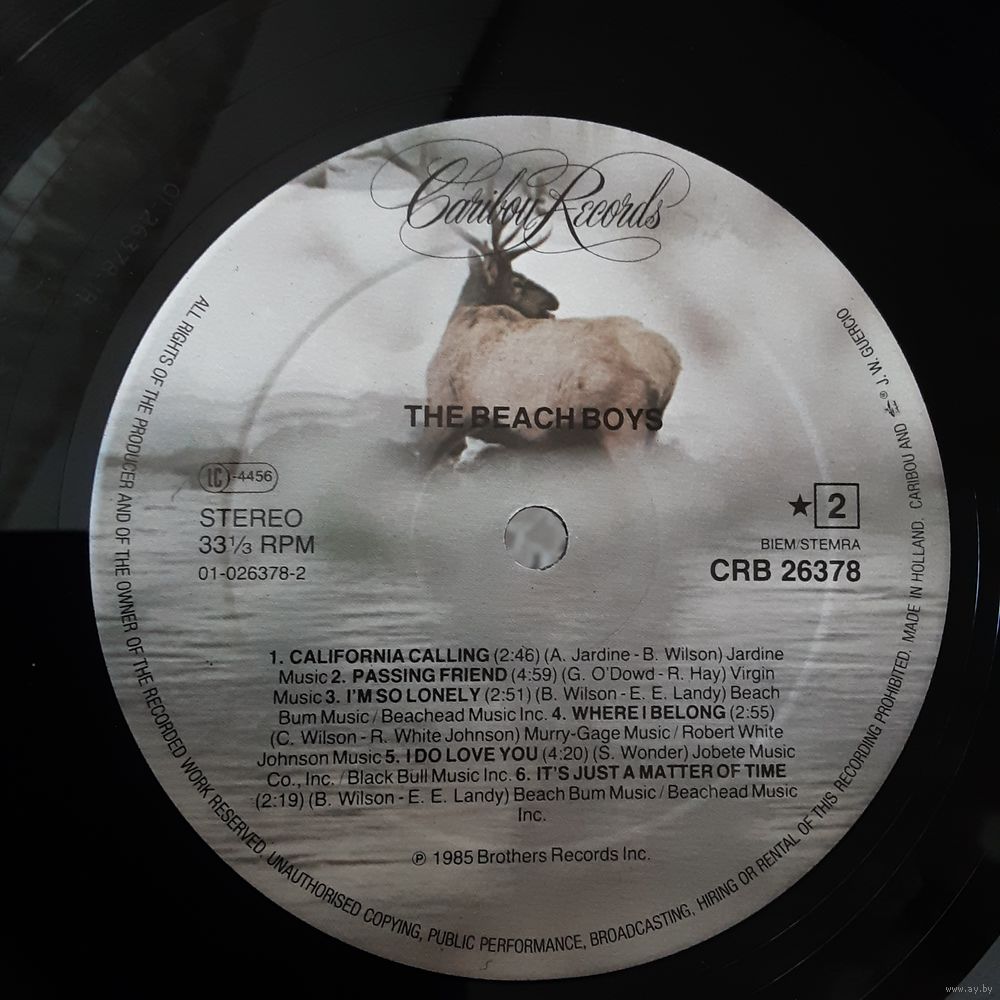 Caribou Records
THE BEACH BOYS
LC-4456
STEREO
33⅓ RPM
01-026378-2
★ 2
BIEM/STEMRA
CRB 26378
1. CALIFORNIA CALLING (2:46) (A. Jardine - B. Wilson) Jardine
Music 2. PASSING FRIEND (4:59) (G. O'Dowd - R. Hay) Virgin
Music 3. I'M SO LONELY (2:51) (B. Wilson - E. E. Landy) Beach
Bum Music / Beachead Music Inc. 4. WHERE I BELONG (2:55)
(C. Wilson - R. White Johnson) Murry-Gage Music / Robert White
Johnson Music 5. I DO LOVE YOU (4:20) (S. Wonder) Jobete Music
Co., Inc. / Black Bull Music Inc. 6. IT'S JUST A MATTER OF TIME
(2:19) (B. Wilson - E. E. Landy) Beach Bum Music / Beachead Music
Inc.
℗ 1985 Brothers Records Inc.
ALL RIGHTS OF THE PRODUCER AND OF THE OWNER OF THE RECORDED WORK RESERVED. UNAUTHORISED COPYING, PUBLIC PERFORMANCE, BROADCASTING, HIRING OR RENTAL OF THIS RECORDING PROHIBITED. MADE IN HOLLAND. CARIBOU AND ® J. W. GUERCIO.
www.ay.by